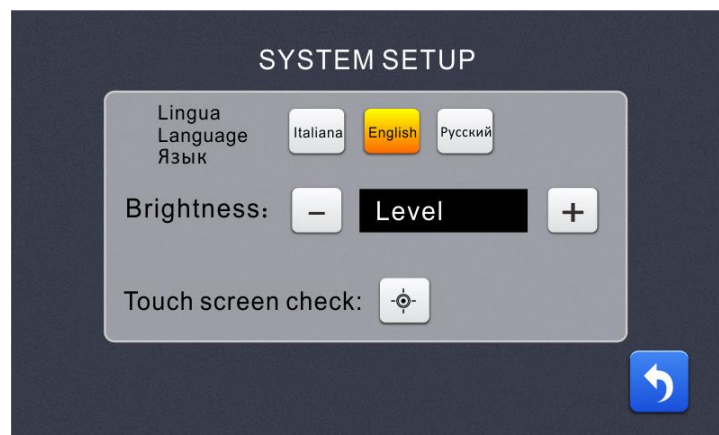 SYSTEM SETUP
Lingua
Language
Язык
Italiana English Русский
Brightness: − Level +
Touch screen check: